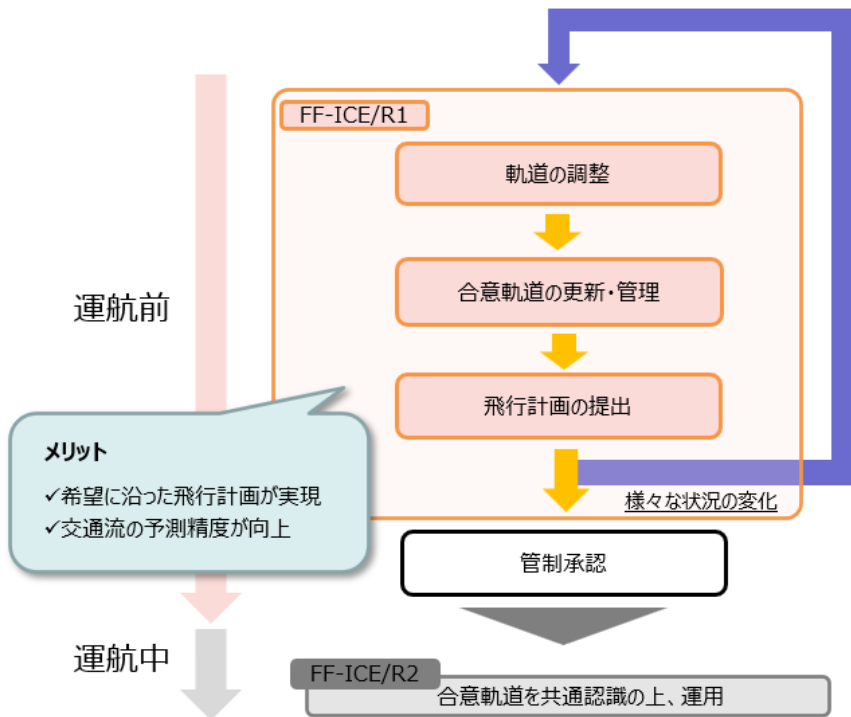 FF-ICE/R1
軌道の調整
合意軌道の更新・管理
運航前
飛行計画の提出
メリット
✓希望に沿った飛行計画が実現
✓交通流の予測精度が向上
様々な状況の変化
管制承認
運航中
FF-ICE/R2
合意軌道を共通認識の上、運用